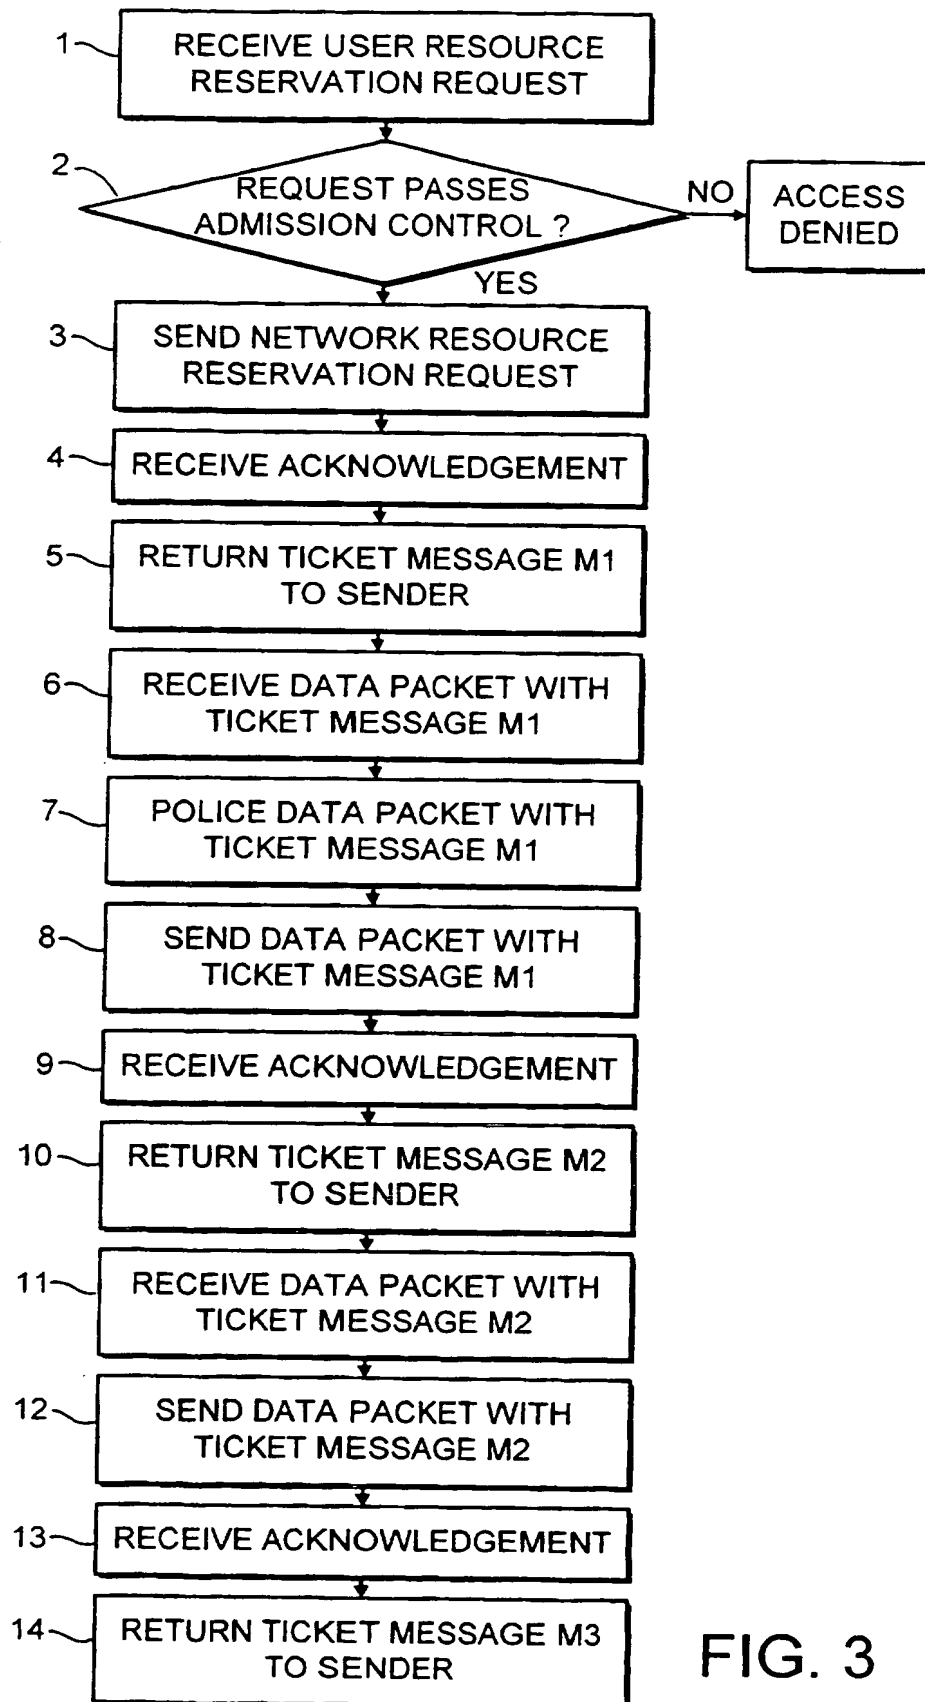 1
RECEIVE USER RESOURCE
RESERVATION REQUEST
2
REQUEST PASSES
ADMISSION CONTROL ?
NO
ACCESS
DENIED
YES
3
SEND NETWORK RESOURCE
RESERVATION REQUEST
4
RECEIVE ACKNOWLEDGEMENT
5
RETURN TICKET MESSAGE M1
TO SENDER
6
RECEIVE DATA PACKET WITH
TICKET MESSAGE M1
7
POLICE DATA PACKET WITH
TICKET MESSAGE M1
8
SEND DATA PACKET WITH
TICKET MESSAGE M1
9
RECEIVE ACKNOWLEDGEMENT
10
RETURN TICKET MESSAGE M2
TO SENDER
11
RECEIVE DATA PACKET WITH
TICKET MESSAGE M2
12
SEND DATA PACKET WITH
TICKET MESSAGE M2
13
RECEIVE ACKNOWLEDGEMENT
14
RETURN TICKET MESSAGE M3
TO SENDER
FIG. 3